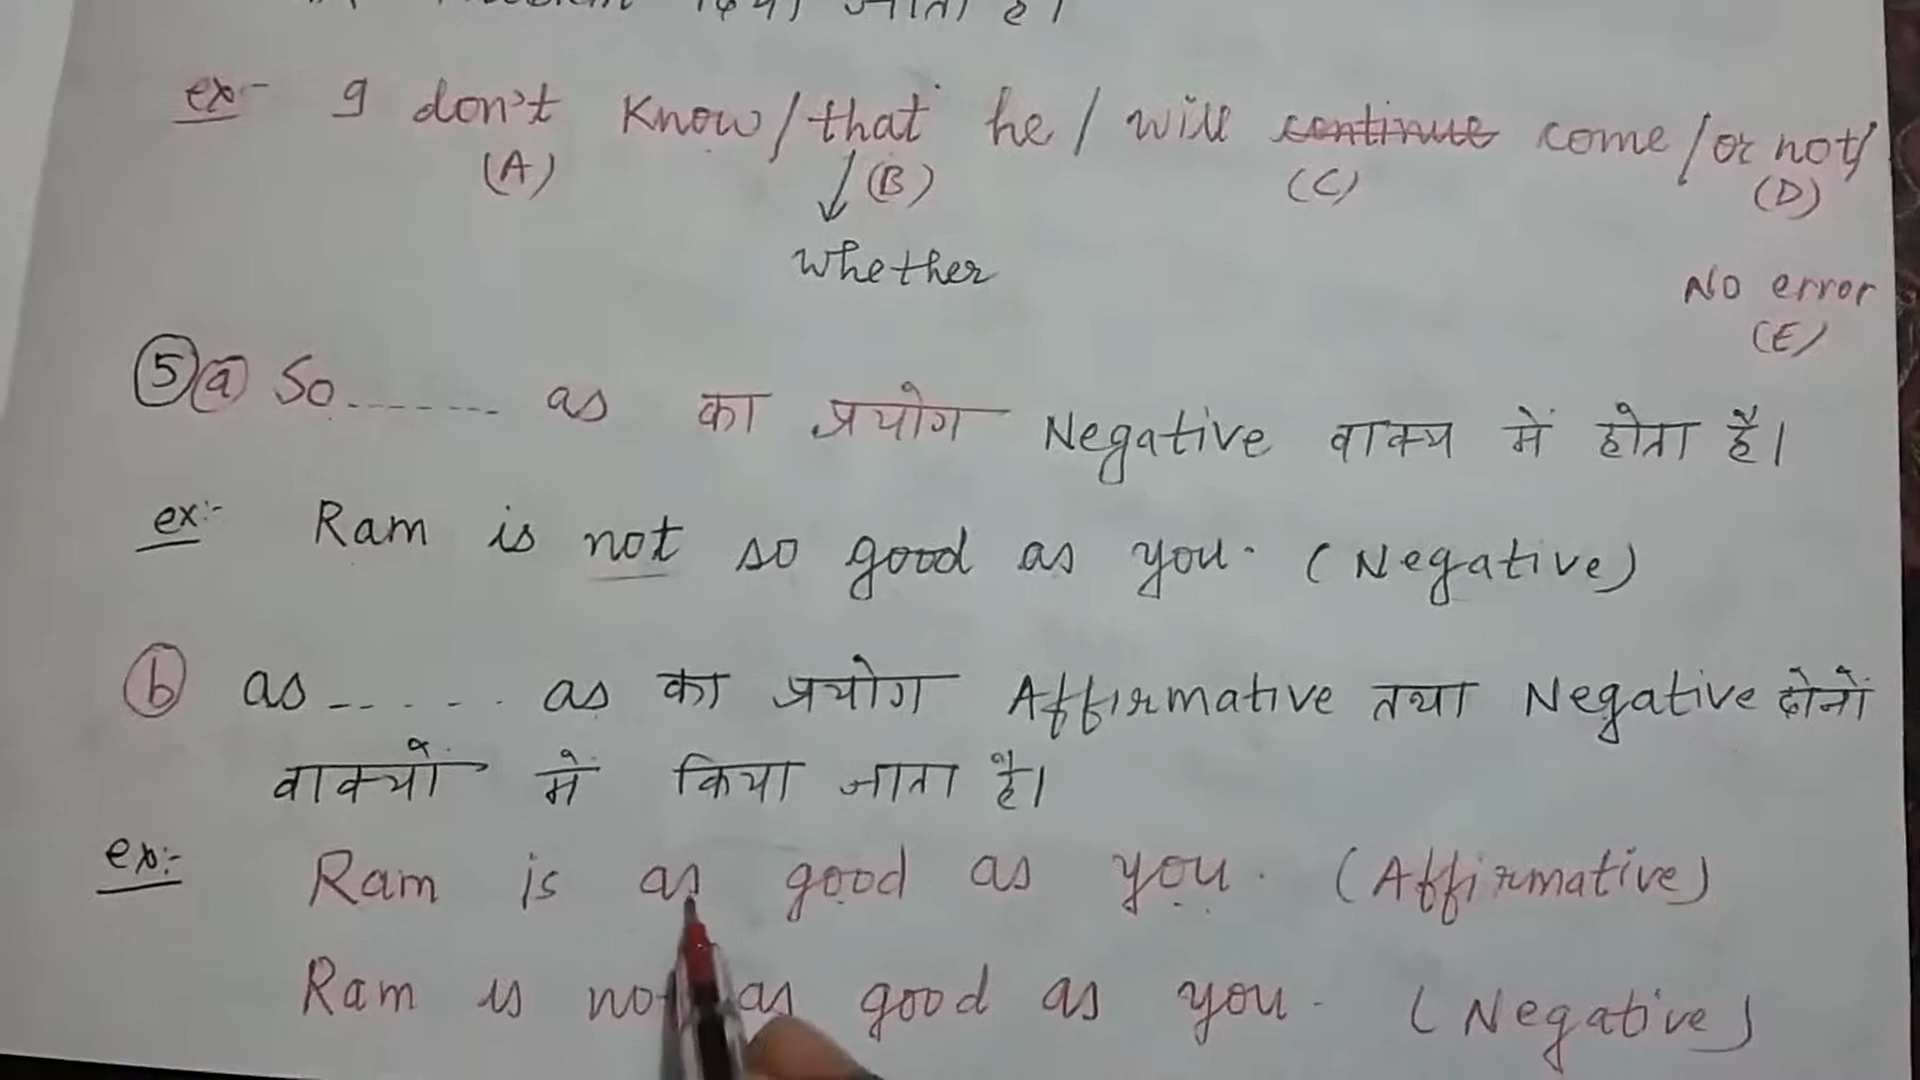 दिया जाता है।
ex:- I don't know / that he / will continue come / or not /
(A) (B) (C) (D)
whether
No error
(E)
5 a So ------- as का प्रयोग Negative वाक्य में होता है।
ex:- Ram is not so good as you. (Negative)
b as ----- as का प्रयोग Affirmative तथा Negative दोनों
वाक्यों में किया जाता है।
ex:- Ram is as good as you. (Affirmative)
Ram is not as good as you. (Negative)